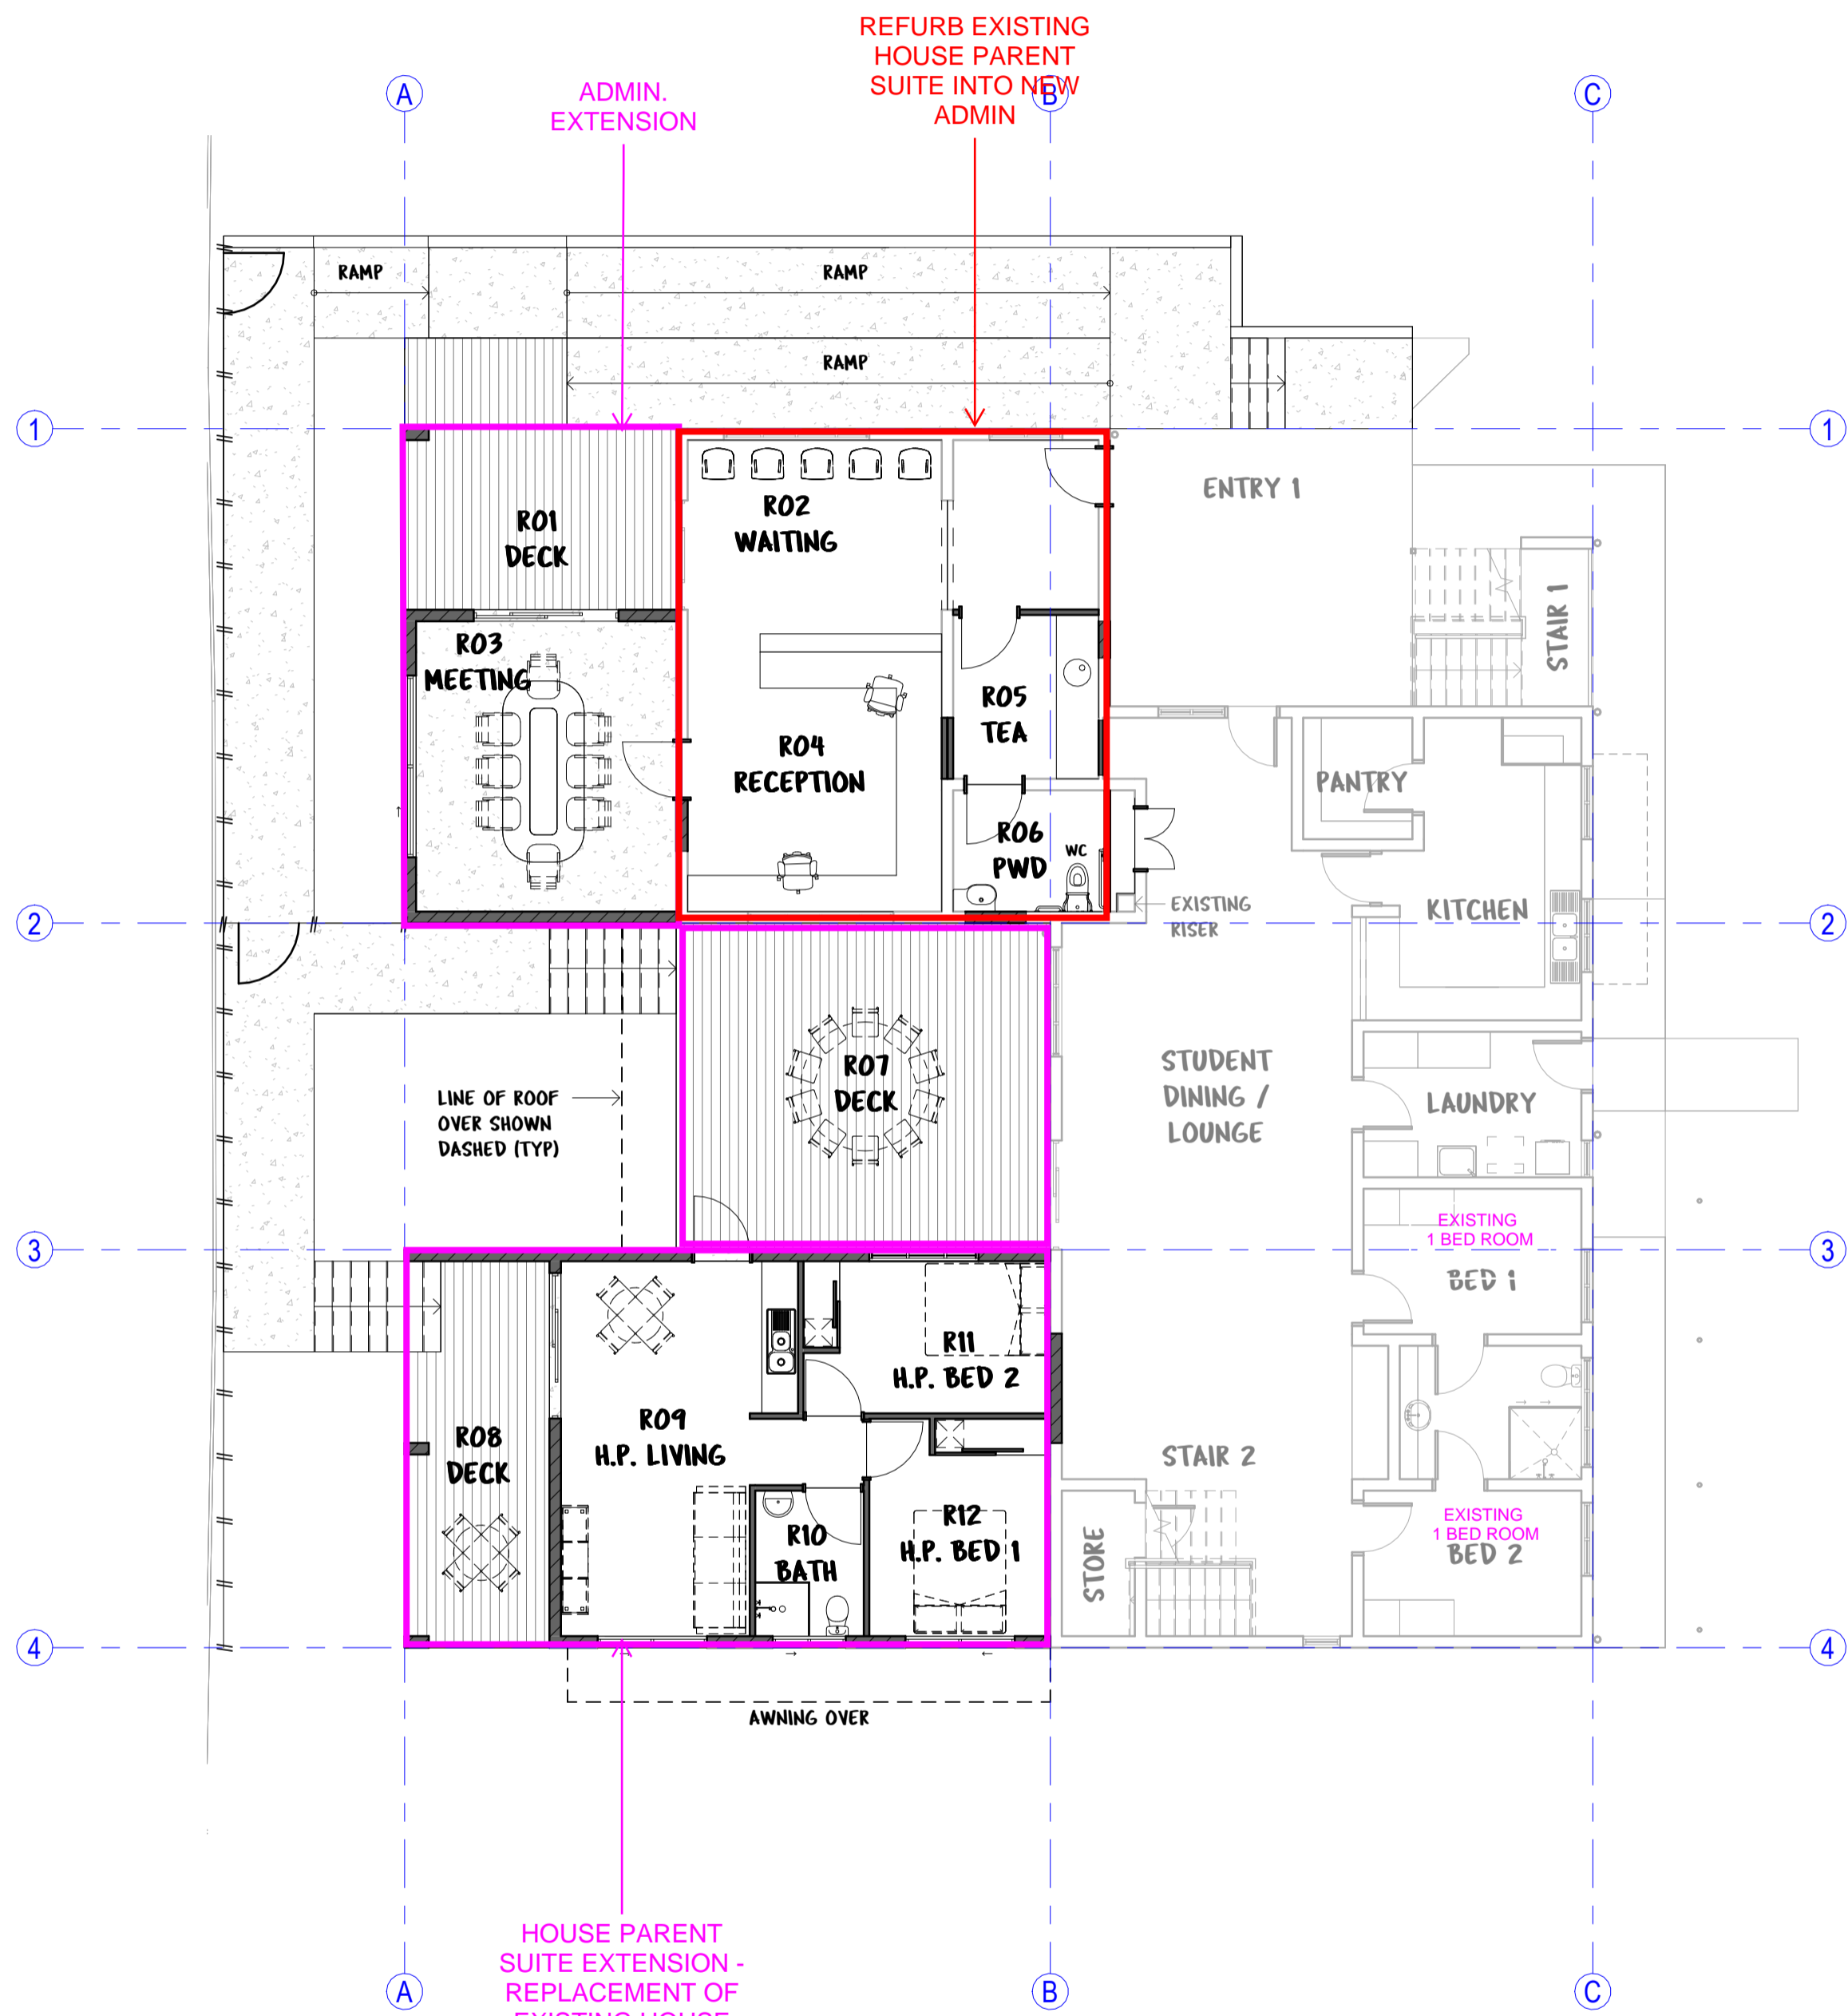 REFURB EXISTING
HOUSE PARENT
SUITE INTO NEW
ADMIN
ADMIN.
EXTENSION
A
B
C
RAMP
RAMP
RAMP
1
1
R01
DECK
R02
WAITING
ENTRY 1
STAIR 1
R03
MEETING
R05
TEA
R04
RECEPTION
PANTRY
R06
PWD
WC
KITCHEN
EXISTING
RISER
2
2
R07
DECK
STUDENT
DINING /
LOUNGE
LAUNDRY
LINE OF ROOF
OVER SHOWN
DASHED (TYP)
EXISTING
1 BED ROOM
BED 1
3
3
R11
H.P. BED 2
R09
H.P. LIVING
R08
DECK
STAIR 2
R10
BATH
R12
H.P. BED 1
STORE
EXISTING
1 BED ROOM
BED 2
4
4
AWNING OVER
HOUSE PARENT
SUITE EXTENSION -
REPLACEMENT OF
EXISTING HOUSE
A
B
C